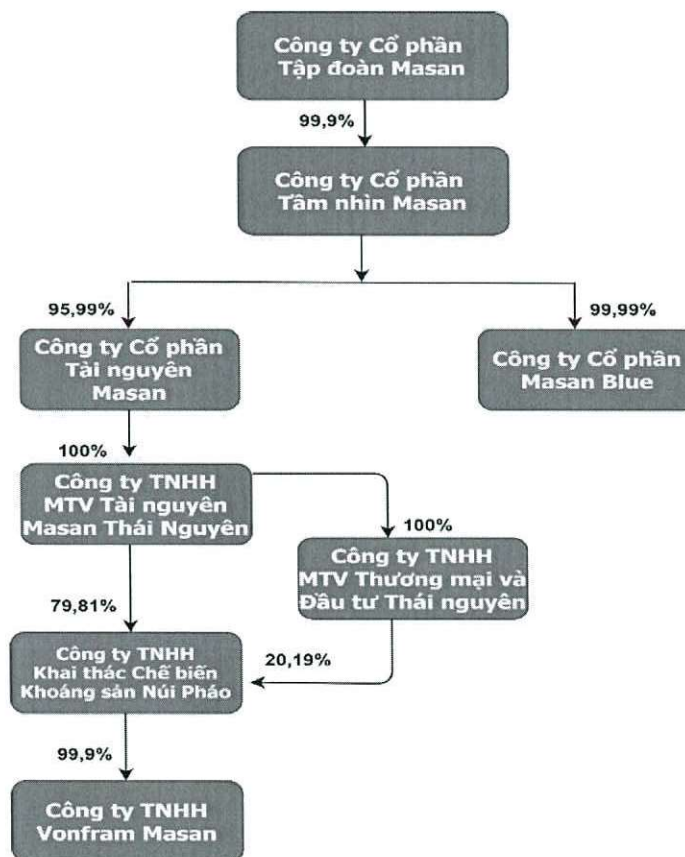 Công ty Cổ phần
Tập đoàn Masan
99,9%
Công ty Cổ phần
Tầm nhìn Masan
95,99%
99,99%
Công ty Cổ phần
Tài nguyên
Masan
Công ty Cổ phần
Masan Blue
100%
Công ty TNHH
MTV Tài nguyên
Masan Thái Nguyên
100%
Công ty TNHH
MTV Thương mại và
Đầu tư Thái nguyên
79,81%
Công ty TNHH
Khai thác Chế biến
Khoáng sản Núi Pháo
20,19%
99,9%
Công ty TNHH
Vonfram Masan